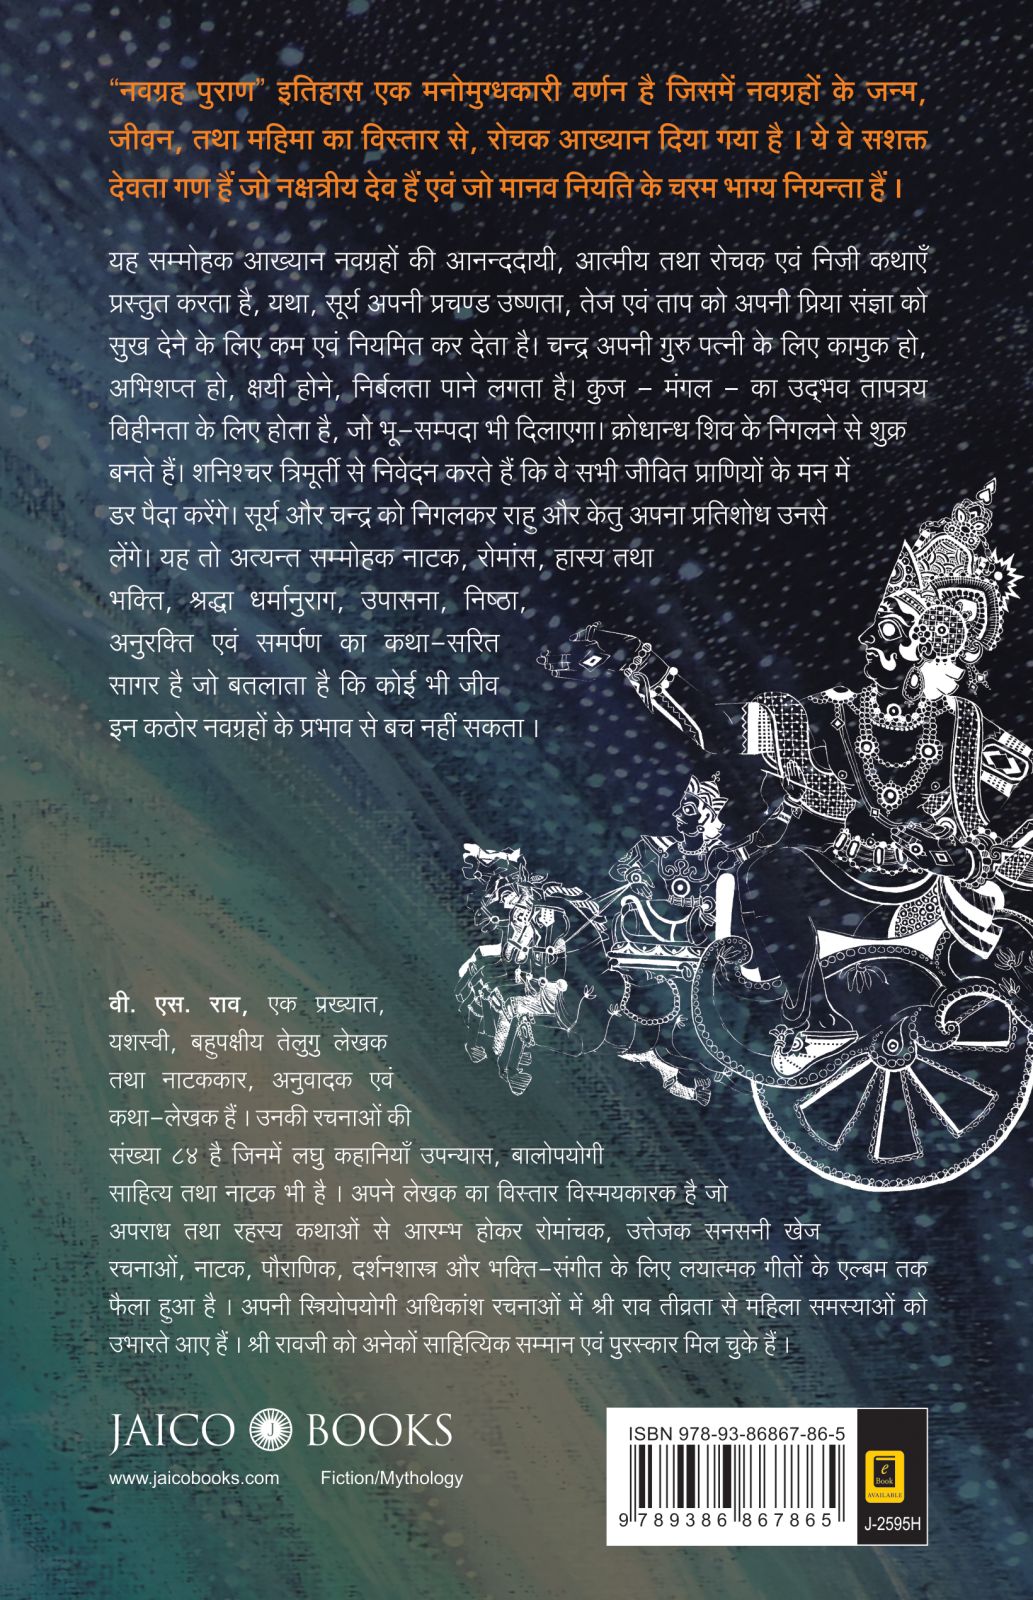 “नवग्रह पुराण” इतिहास एक मनोमुग्धकारी वर्णन है जिसमें नवग्रहों के जन्म,
जीवन, तथा महिमा का विस्तार से, रोचक आख्यान दिया गया है । ये वे सशक्त
देवता गण हैं जो नक्षत्रीय देव हैं एवं जो मानव नियति के चरम भाग्य नियन्ता हैं ।
यह सम्मोहक आख्यान नवग्रहों की आनन्ददायी, आत्मीय तथा रोचक एवं निजी कथाएँ
प्रस्तुत करता है, यथा, सूर्य अपनी प्रचण्ड उष्णता, तेज एवं ताप को अपनी प्रिया संज्ञा को
सुख देने के लिए कम एवं नियमित कर देता है। चन्द्र अपनी गुरु पत्नी के लिए कामुक हो,
अभिशप्त हो, क्षयी होने, निर्बलता पाने लगता है। कुज – मंगल – का उद्‌भव तापत्रय
विहीनता के लिए होता है, जो भू–सम्पदा भी दिलाएगा। क्रोधान्ध शिव के निगलने से शुक्र
बनते हैं। शनिश्चर त्रिमूर्ती से निवेदन करते हैं कि वे सभी जीवित प्राणियों के मन में
डर पैदा करेंगे। सूर्य और चन्द्र को निगलकर राहु और केतु अपना प्रतिशोध उनसे
लेंगे। यह तो अत्यन्त सम्मोहक नाटक, रोमांस, हास्य तथा
भक्ति, श्रद्धा धर्मानुराग, उपासना, निष्ठा,
अनुरक्ति एवं समर्पण का कथा–सरित
सागर है जो बतलाता है कि कोई भी जीव
इन कठोर नवग्रहों के प्रभाव से बच नहीं सकता ।
वी. एस. राव, एक प्रख्यात,
यशस्वी, बहुपक्षीय तेलुगु लेखक
तथा नाटककार, अनुवादक एवं
कथा–लेखक हैं । उनकी रचनाओं की
संख्या ८४ है जिनमें लघु कहानियाँ उपन्यास, बालोपयोगी
साहित्य तथा नाटक भी है । अपने लेखक का विस्तार विस्मयकारक है जो
अपराध तथा रहस्य कथाओं से आरम्भ होकर रोमांचक, उत्तेजक सनसनी खेज
रचनाओं, नाटक, पौराणिक, दर्शनशास्त्र और भक्ति–संगीत के लिए लयात्मक गीतों के एल्बम तक
फैला हुआ है । अपनी स्त्रियोपयोगी अधिकांश रचनाओं में श्री राव तीव्रता से महिला समस्याओं को
उभारते आए हैं । श्री रावजी को अनेकों साहित्यिक सम्मान एवं पुरस्कार मिल चुके हैं ।
JAICO J BOOKS
www.jaicobooks.com Fiction/Mythology
ISBN 978-93-86867-86-5
9 789386 867865
e
Book
AVAILABLE
J-2595H